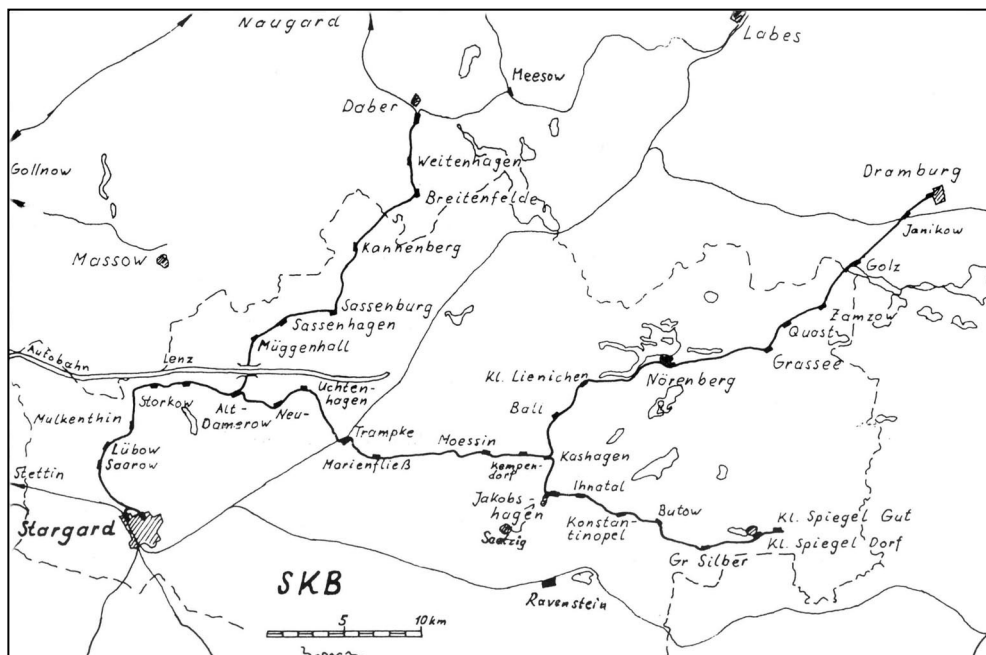 Naugard
Labes
Meesow
Daber
Gollnow
Weitenhagen
Dramburg
Breitenfelde
Janikow
Massow
Kannenberg
Golz
Sassenburg
Zamzow
Sassenhagen
Quast
Müggenhall
Grassee
Autobahn
Lenz
Kl. Lienichen
Nörenberg
Uchten-
hagen
Storkow
Alt-
Damerow
Neu-
Ball
Mulkenthin
Trampke
Moessin
Lübow
Marienfließ
Kempen-
dorf
Kashagen
Saarow
Stettin
Jakobs-
hagen
Ihnatal
Stargard
Saatzig
Konstan-
tinopel
Butow
Kl. Spiegel Gut
Kl. Spiegel Dorf
Gr Silber
SKB
Ravenstein
5
10 km